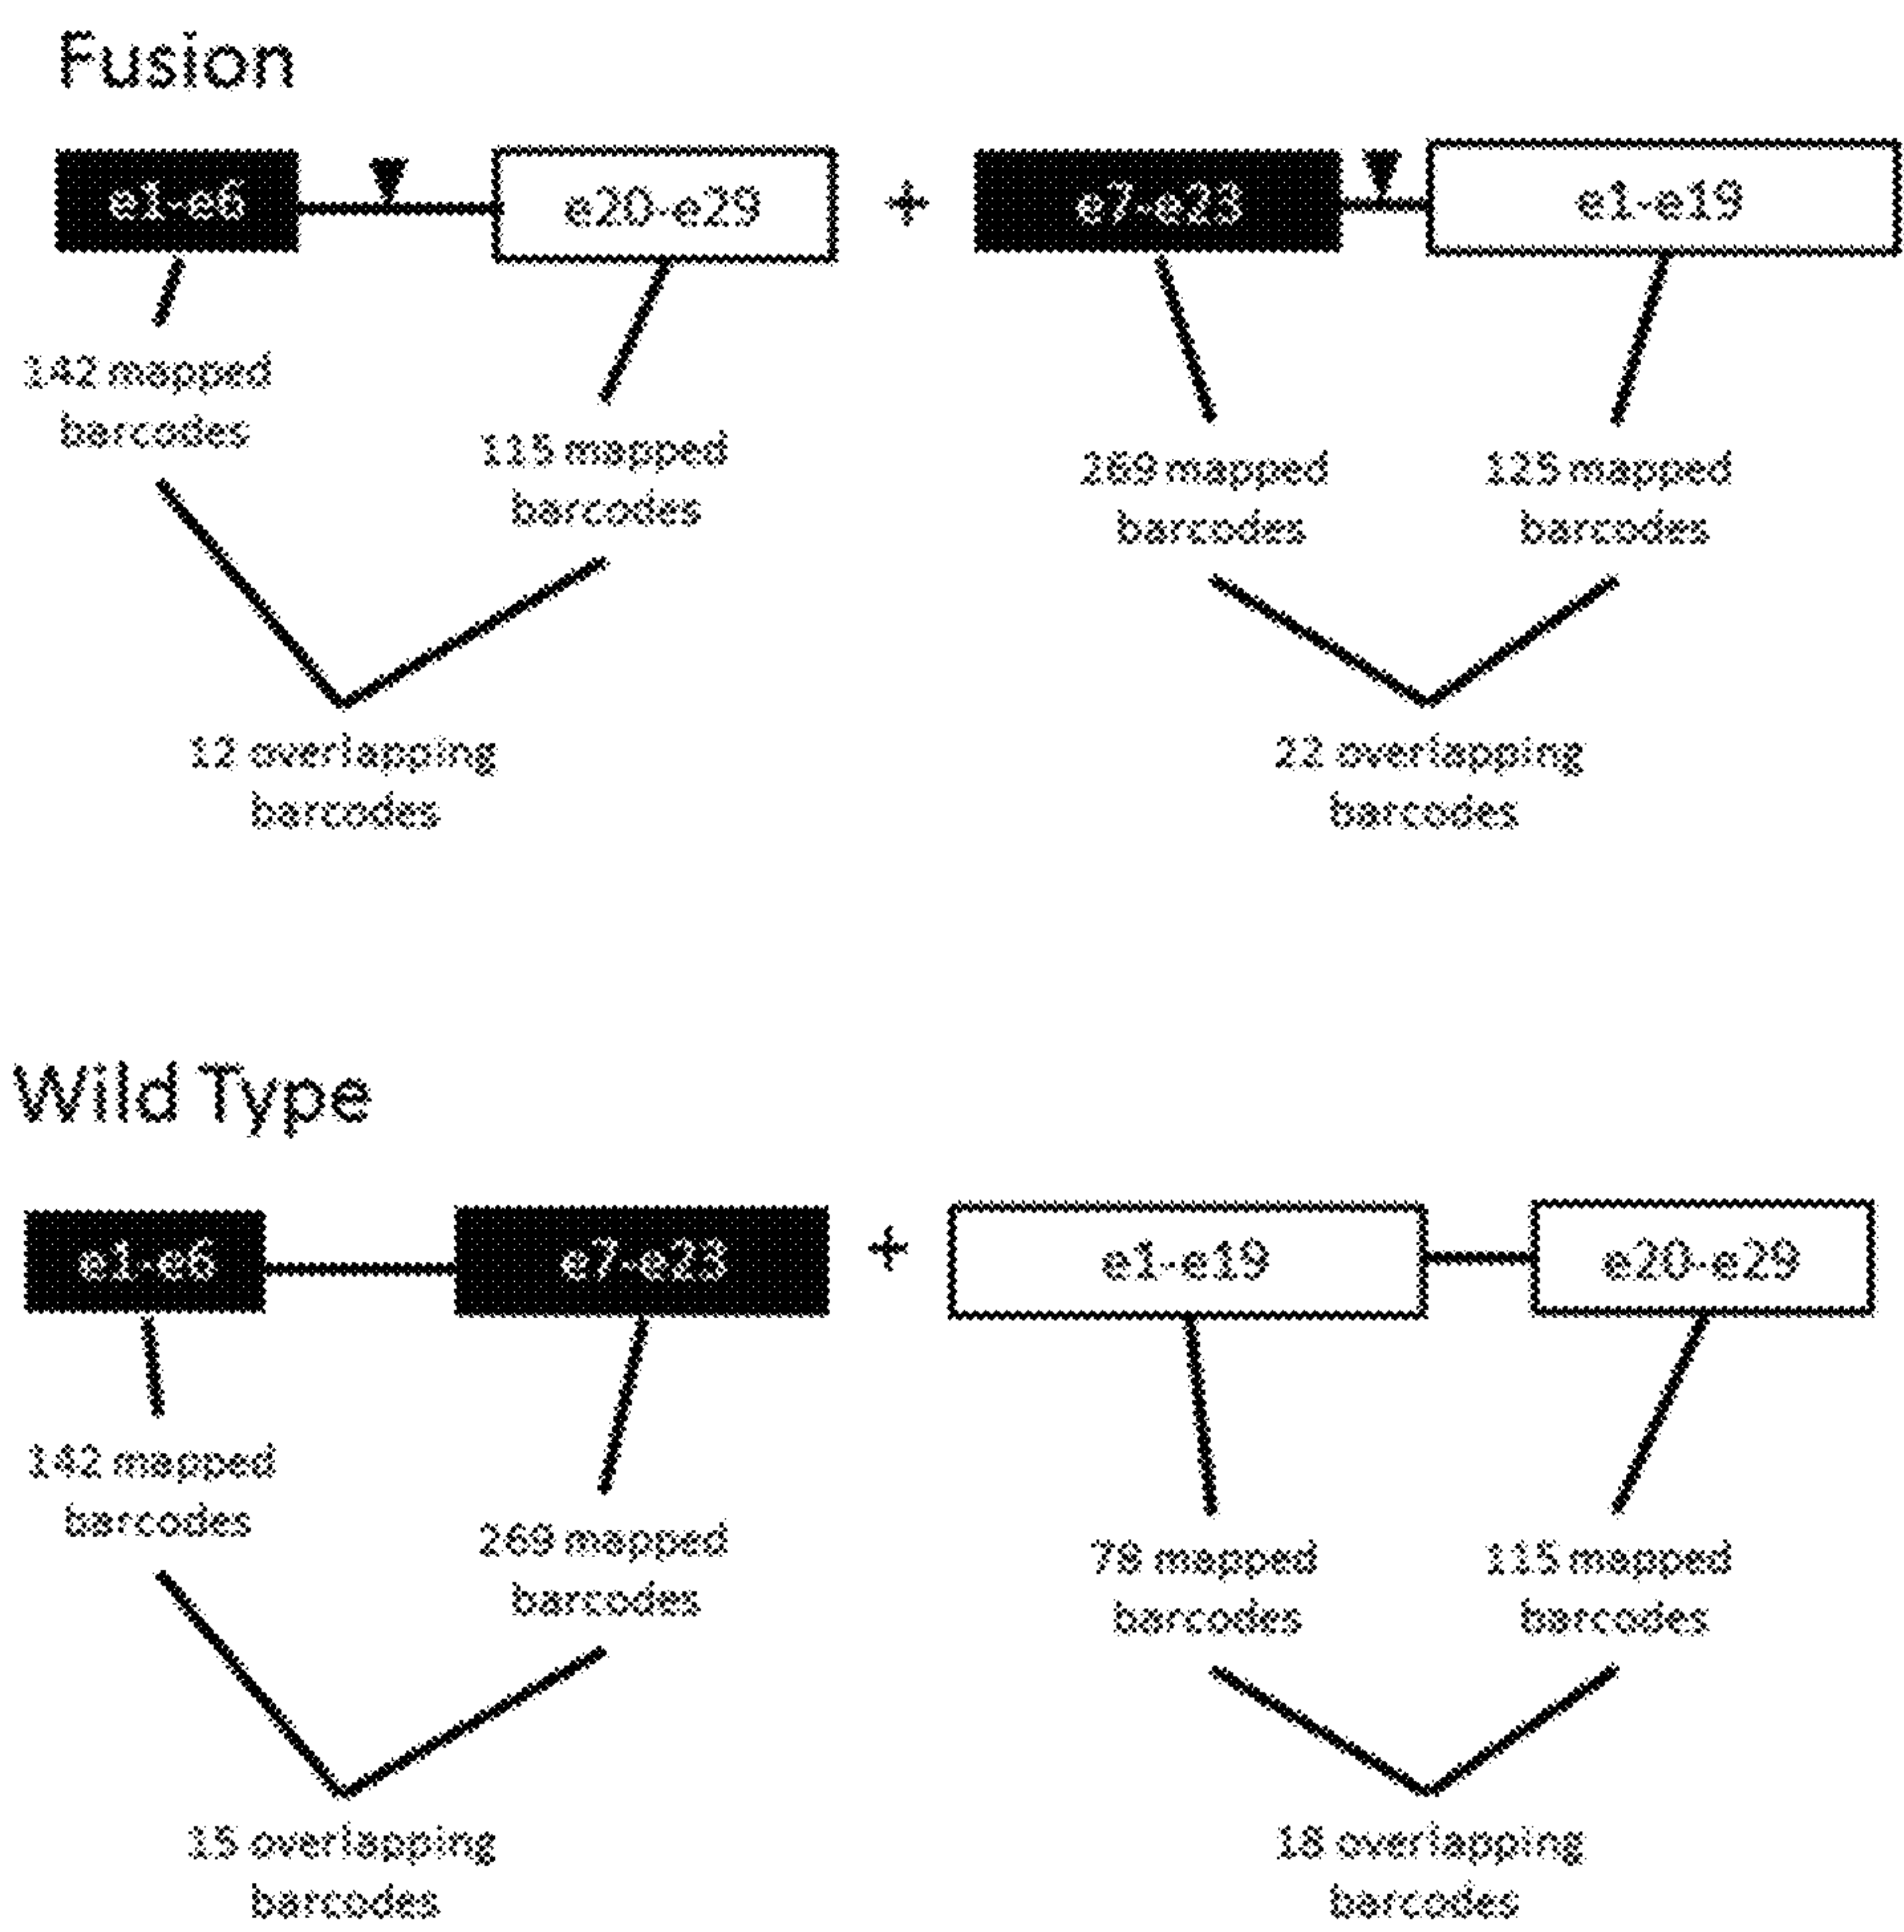 Fusion
e1-e6
e20-e29
+
e7-e23
e1-e19
142 mapped
barcodes
115 mapped
barcodes
269 mapped
barcodes
125 mapped
barcodes
12 overlapping
barcodes
22 overlapping
barcodes
Wild Type
e1-e6
e7-e23
+
e1-e19
e20-e29
142 mapped
barcodes
269 mapped
barcodes
78 mapped
barcodes
115 mapped
barcodes
15 overlapping
barcodes
18 overlapping
barcodes